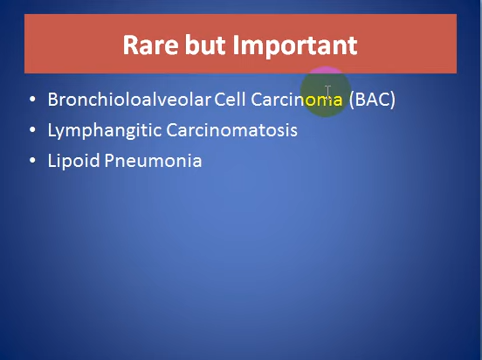 Rare but Important
• Bronchioloalveolar Cell Carcinoma (BAC)
• Lymphangitic Carcinomatosis
• Lipoid Pneumonia